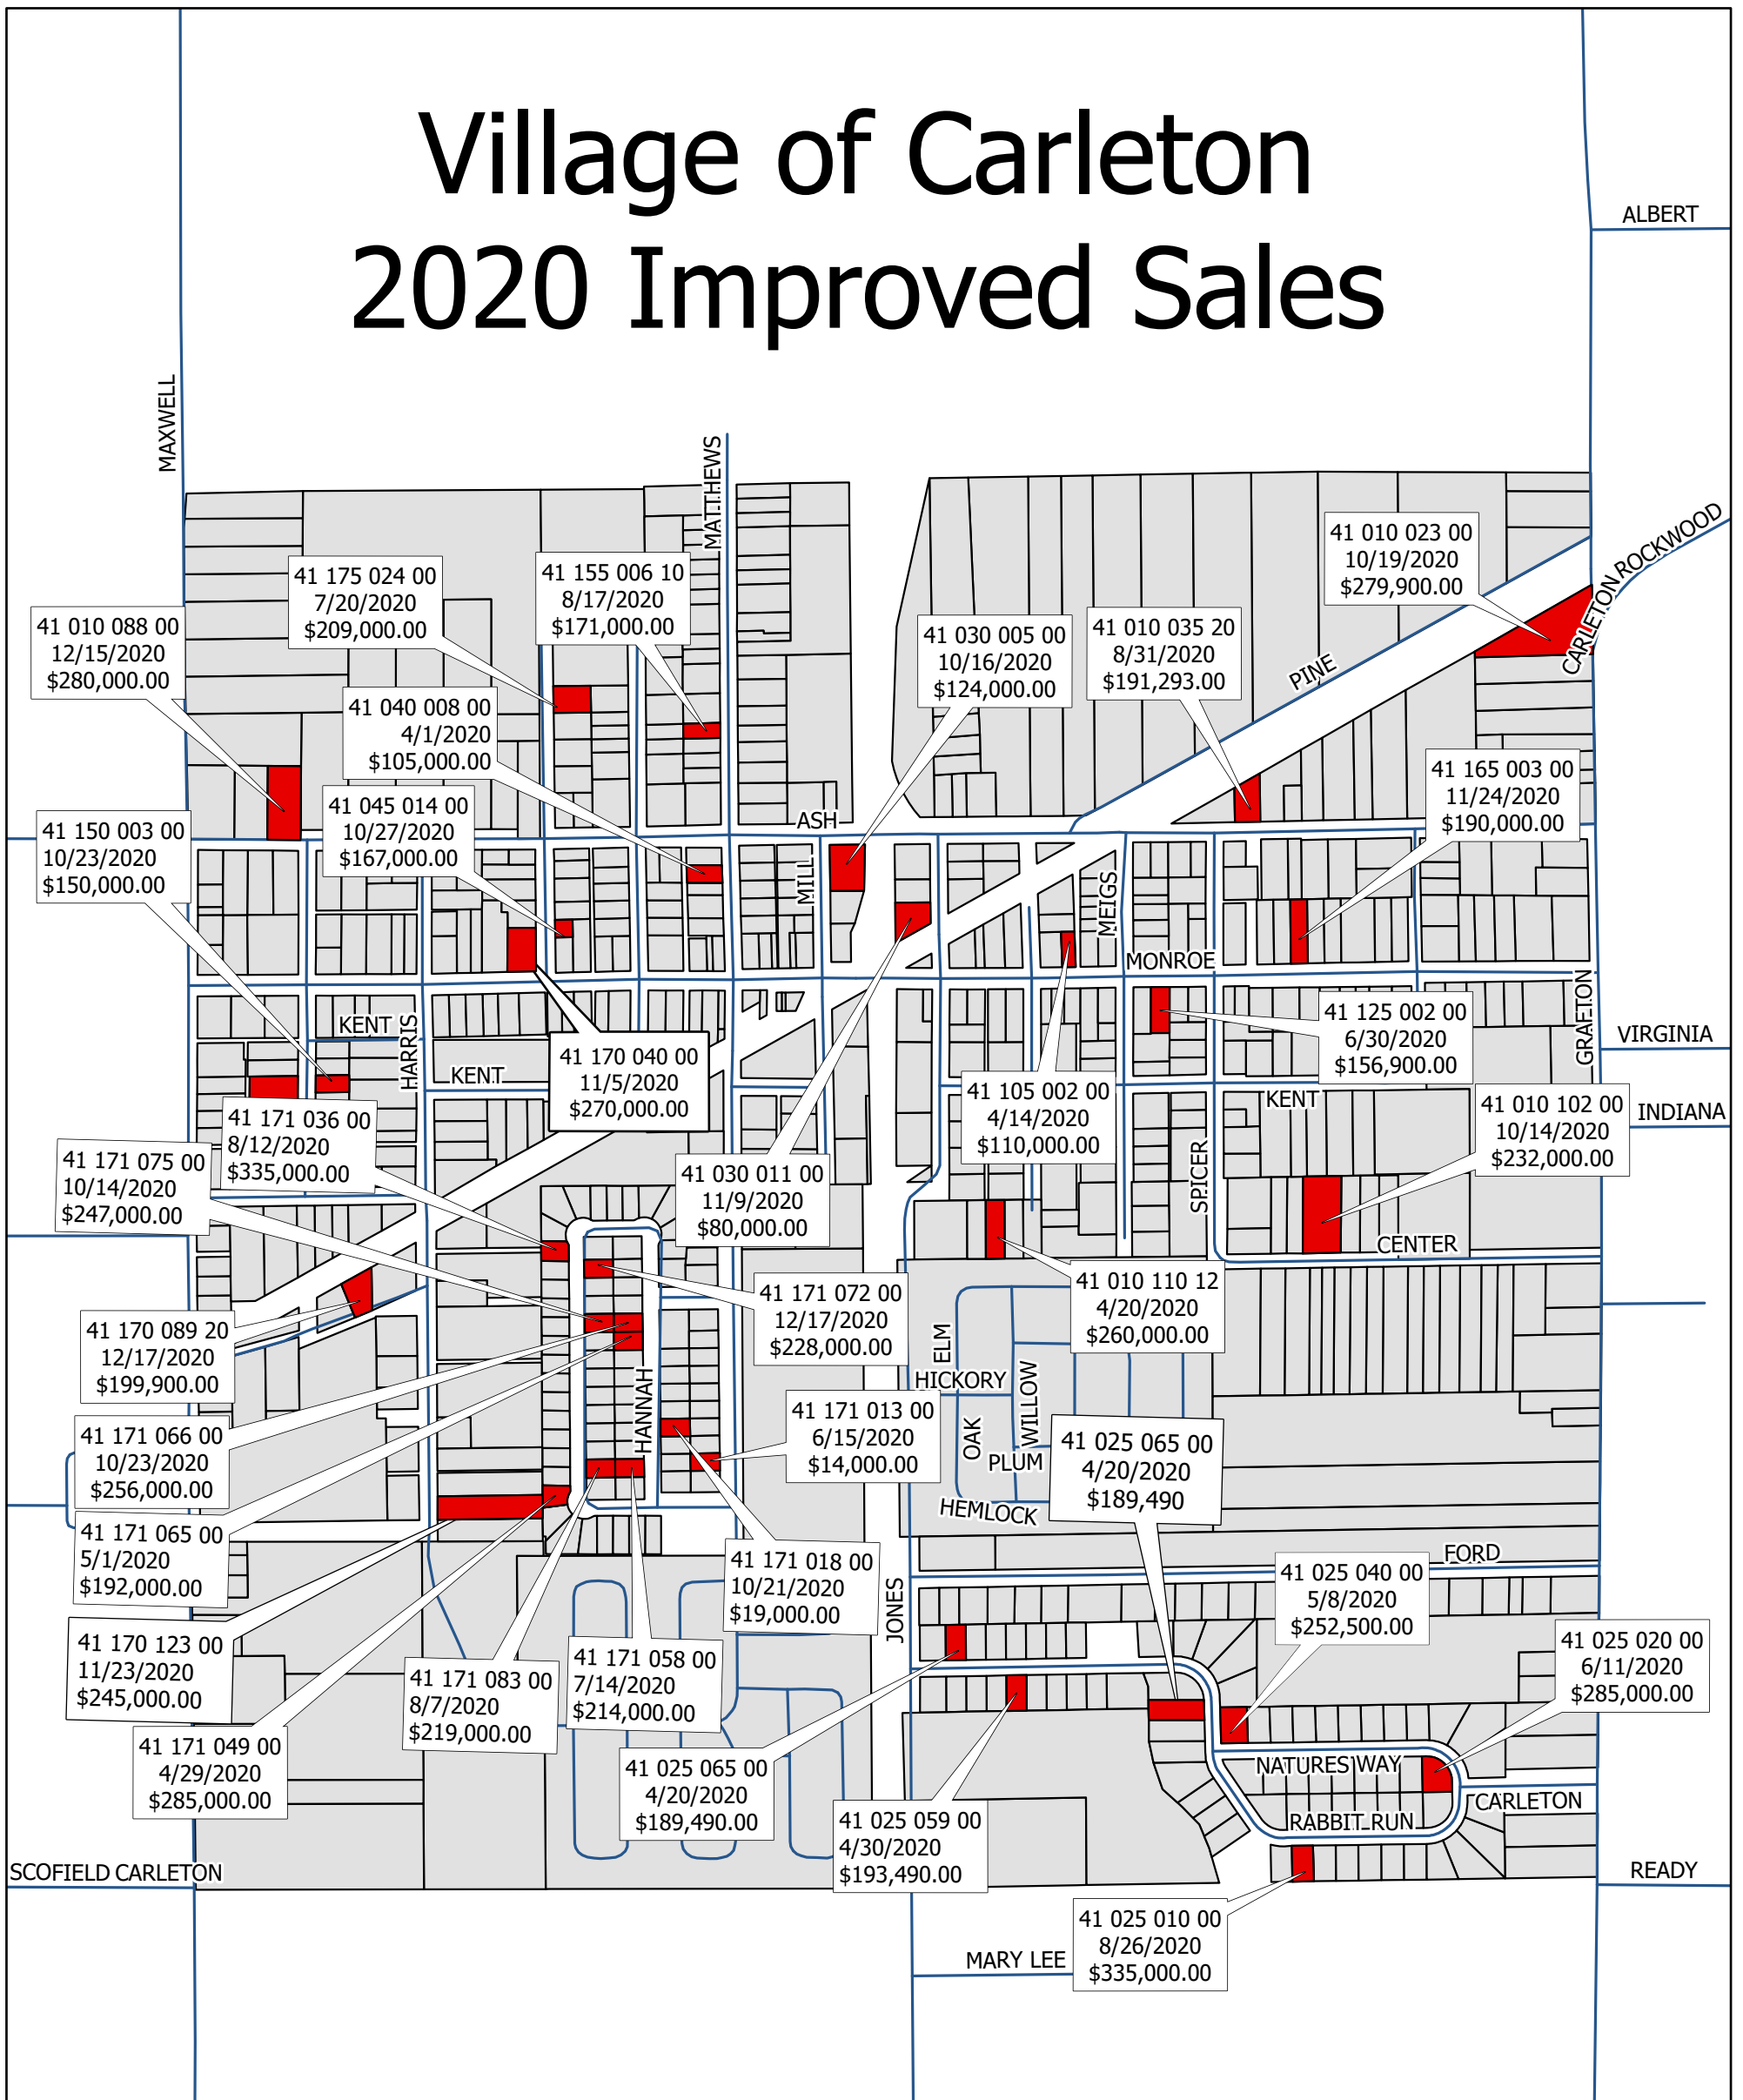 Village of Carleton
2020 Improved Sales
ALBERT
MAXWELL
MATTHEWS
CARLETON ROCKWOOD
41 010 023 00
10/19/2020
$279,900.00
41 175 024 00
7/20/2020
$209,000.00
41 155 006 10
8/17/2020
$171,000.00
41 010 088 00
12/15/2020
$280,000.00
41 030 005 00
10/16/2020
$124,000.00
41 010 035 20
8/31/2020
$191,293.00
PINE
41 040 008 00
4/1/2020
$105,000.00
41 165 003 00
11/24/2020
$190,000.00
41 045 014 00
10/27/2020
$167,000.00
ASH
41 150 003 00
10/23/2020
$150,000.00
MILL
MEIGS
MONROE
GRAFTON
KENT
HARRIS
KENT
41 170 040 00
11/5/2020
$270,000.00
41 125 002 00
6/30/2020
$156,900.00
VIRGINIA
41 105 002 00
4/14/2020
$110,000.00
KENT
41 010 102 00
10/14/2020
$232,000.00
INDIANA
41 171 036 00
8/12/2020
$335,000.00
41 171 075 00
10/14/2020
$247,000.00
41 030 011 00
11/9/2020
$80,000.00
SPICER
CENTER
41 171 072 00
12/17/2020
$228,000.00
41 010 110 12
4/20/2020
$260,000.00
41 170 089 20
12/17/2020
$199,900.00
ELM
HICKORY
WILLOW
HANNAH
OAK
PLUM
HEMLOCK
41 171 013 00
6/15/2020
$14,000.00
41 171 066 00
10/23/2020
$256,000.00
41 025 065 00
4/20/2020
$189,490
41 171 065 00
5/1/2020
$192,000.00
41 171 018 00
10/21/2020
$19,000.00
FORD
JONES
41 025 040 00
5/8/2020
$252,500.00
41 170 123 00
11/23/2020
$245,000.00
41 171 083 00
8/7/2020
$219,000.00
41 171 058 00
7/14/2020
$214,000.00
41 025 020 00
6/11/2020
$285,000.00
41 171 049 00
4/29/2020
$285,000.00
41 025 065 00
4/20/2020
$189,490.00
NATURES WAY
CARLETON
RABBIT RUN
41 025 059 00
4/30/2020
$193,490.00
SCOFIELD CARLETON
READY
41 025 010 00
8/26/2020
$335,000.00
MARY LEE